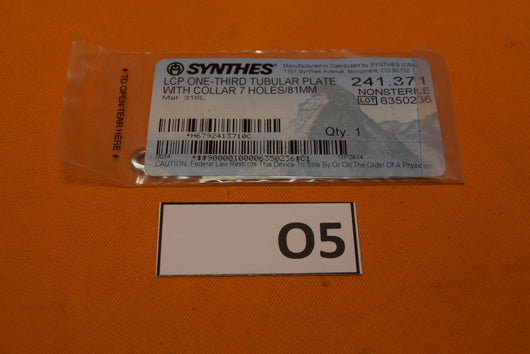 SYNTHES®
Manufactured or Distributed by SYNTHES (USA)
1101 Synthes Avenue, Monument, CO 80132
LCP ONE-THIRD TUBULAR PLATE
WITH COLLAR 7 HOLES/81MM
Mat. 316L
241.371
NONSTERILE
LOT 6350236
*H6792413710C
Qty: 1
CAUTION: Federal Law Restricts This Device To Sale By Or On The Order Of A Physician
TO OPEN TEAR HERE
O5